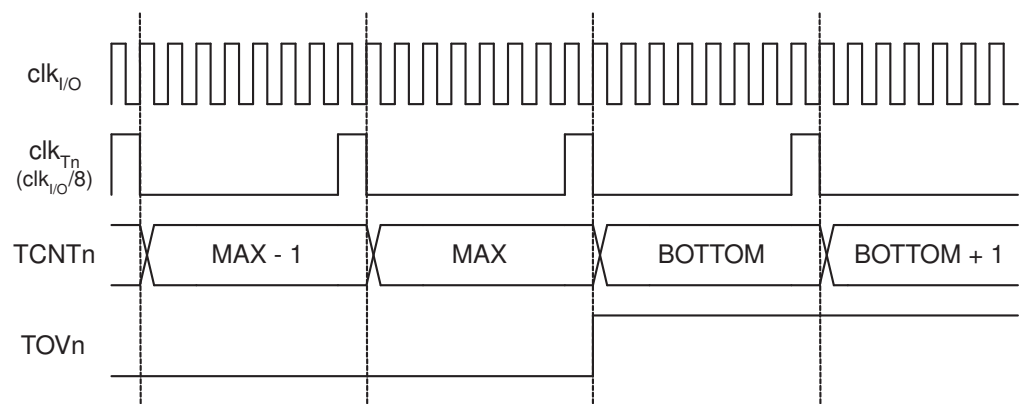 clkI/O
clkTn
(clkI/O/8)
TCNTn MAX - 1 MAX BOTTOM BOTTOM + 1
TOVn